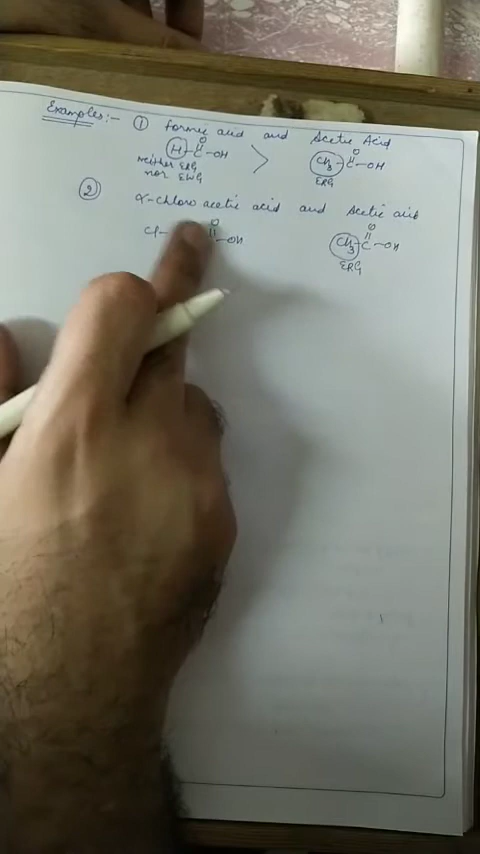 Examples:- ① Formic acid and Acetic Acid
O O
H-C-OH > CH3-C-OH
neither ERG ERG
nor EWG
② α-chloro acetic acid and Acetic acid
O O
Cl- -OH CH3-C-OH
ERG